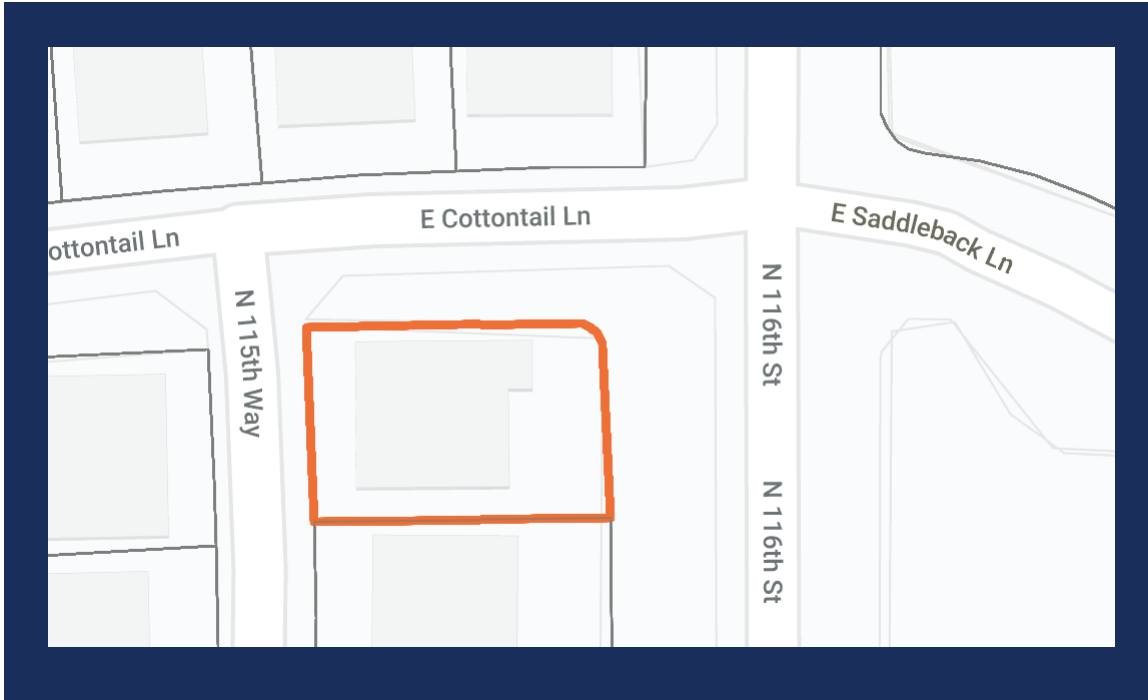 E Cottontail Ln
E Saddleback Ln
ottontail Ln
N 115th Way
N 116th St
N 116th St